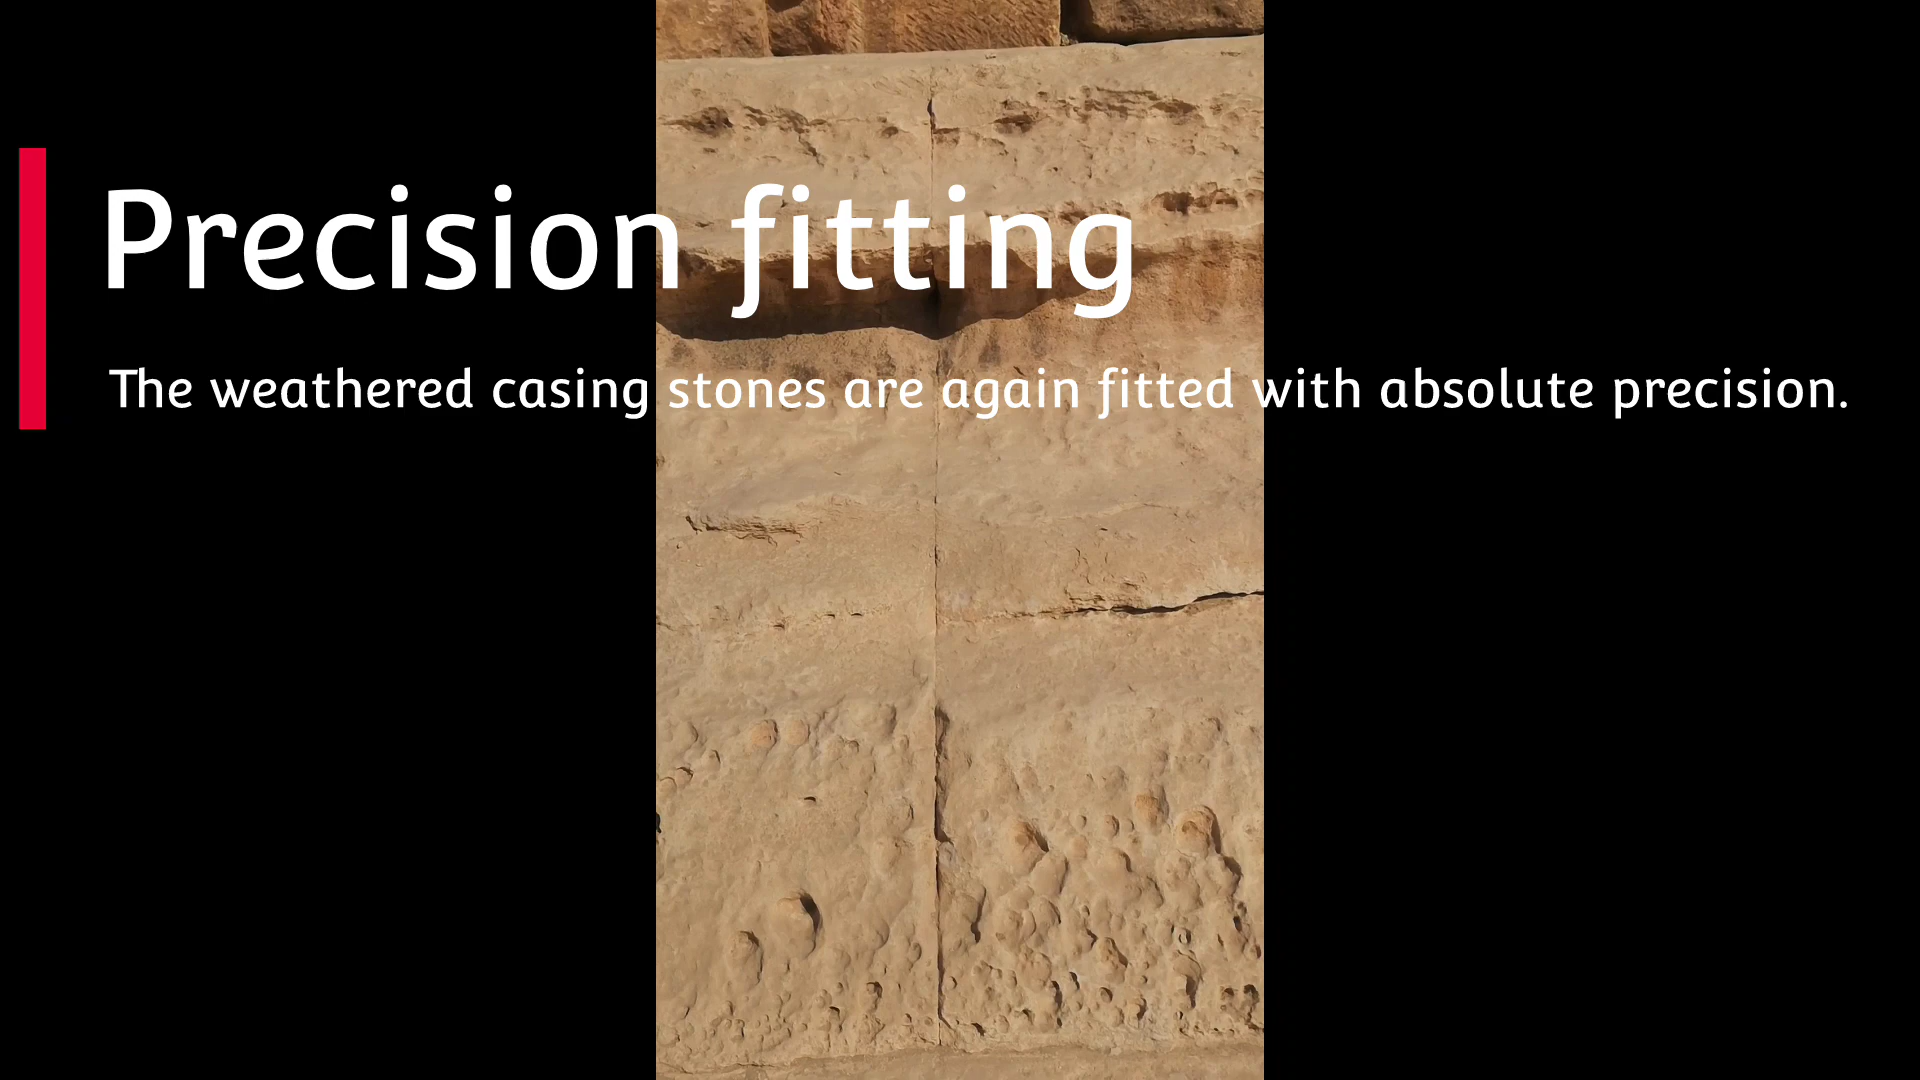 Precision fitting
The weathered casing stones are again fitted with absolute precision.